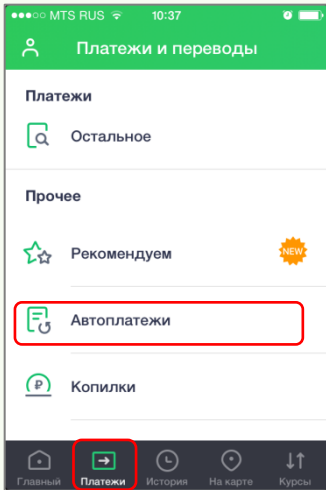 MTS RUS 10:37
Платежи и переводы
Платежи
Остальное
Прочее
Рекомендуем NEW
Автоплатежи
₽ Копилки
Главный Платежи История На карте Курсы